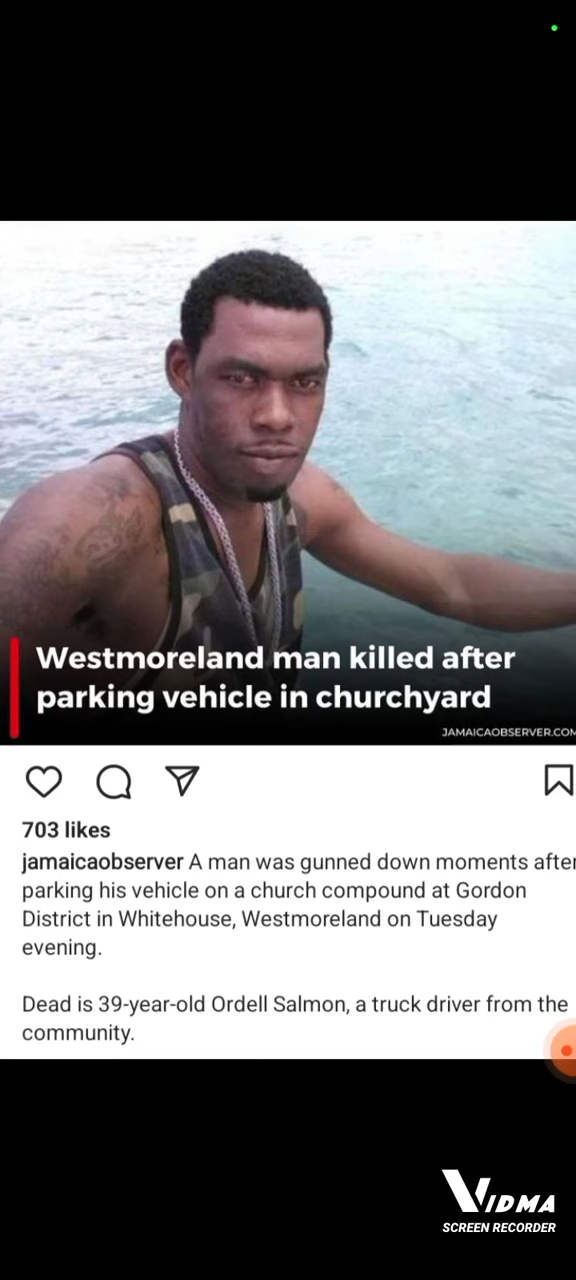 Westmoreland man killed after
parking vehicle in churchyard
JAMAICAOBSERVER.COM
703 likes
jamaicaobserver A man was gunned down moments after
parking his vehicle on a church compound at Gordon
District in Whitehouse, Westmoreland on Tuesday
evening.
Dead is 39-year-old Ordell Salmon, a truck driver from the
community.
VIDMA
SCREEN RECORDER